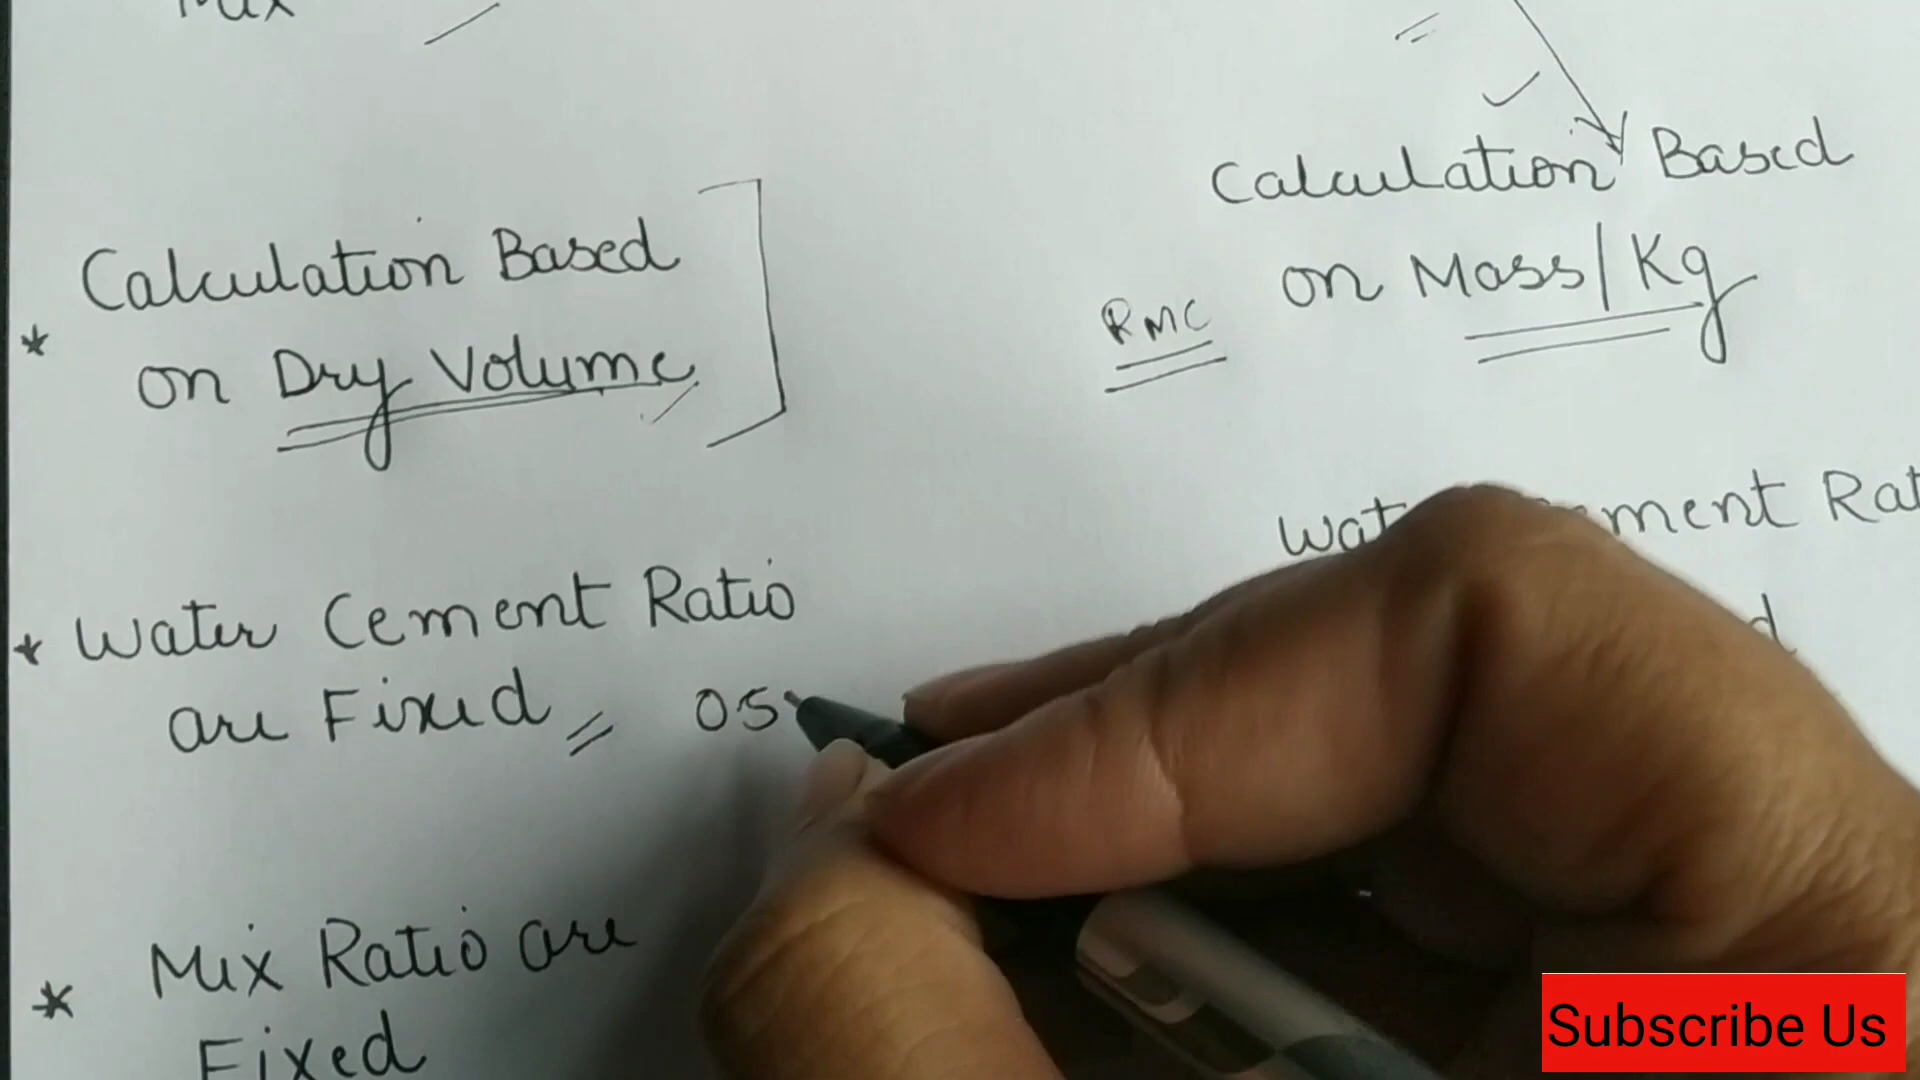 Mix
* Calculation Based
on Dry Volume
* Water Cement Ratio
are Fixed 05
* Mix Ratio are
Fixed
Calculation Based
on Mass/Kg
RMC
Subscribe Us